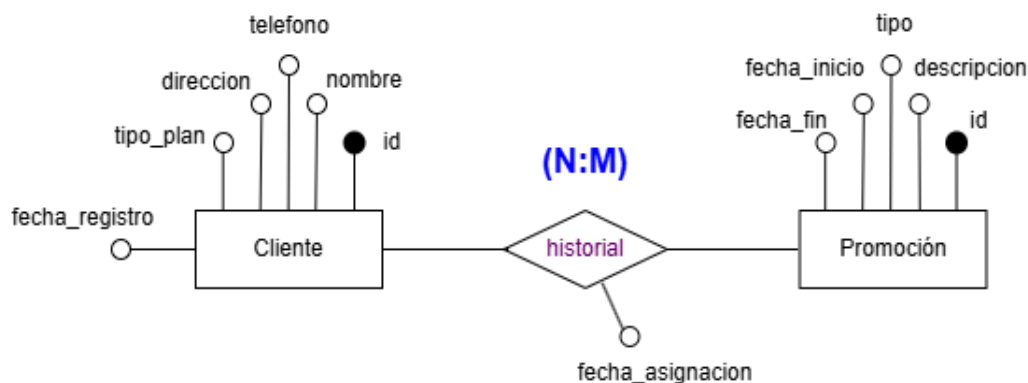 telefono
tipo
direccion
nombre
fecha_inicio
descripcion
tipo_plan
id
fecha_fin
id
(N:M)
fecha_registro
Cliente
historial
Promoción
fecha_asignacion